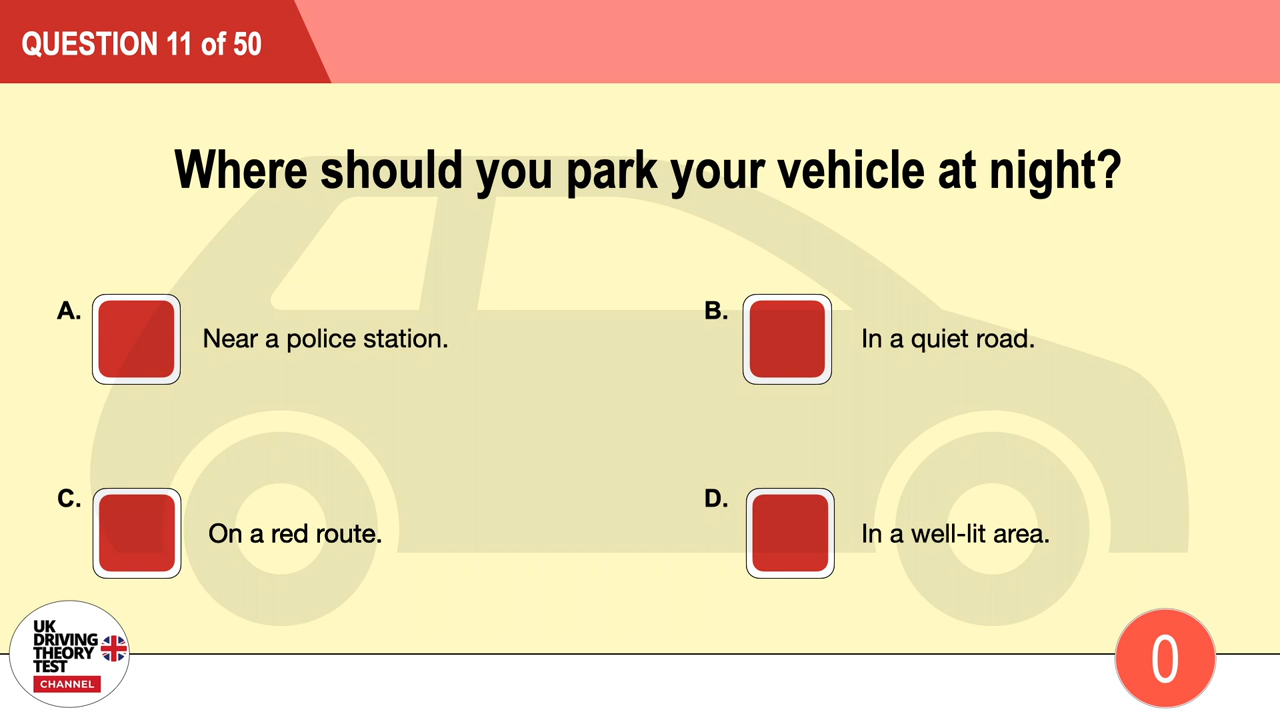 QUESTION 11 of 50
Where should you park your vehicle at night?
A. Near a police station.
B. In a quiet road.
C. On a red route.
D. In a well-lit area.
UK
DRIVING
THEORY
TEST
CHANNEL
0